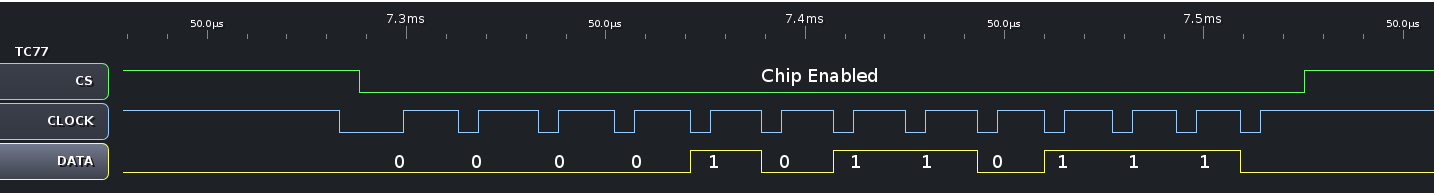 50.0µs 7.3ms 50.0µs 7.4ms 50.0µs 7.5ms 50.0µs
TC77
CS Chip Enabled
CLOCK
DATA 0 0 0 0 1 0 1 1 0 1 1 1